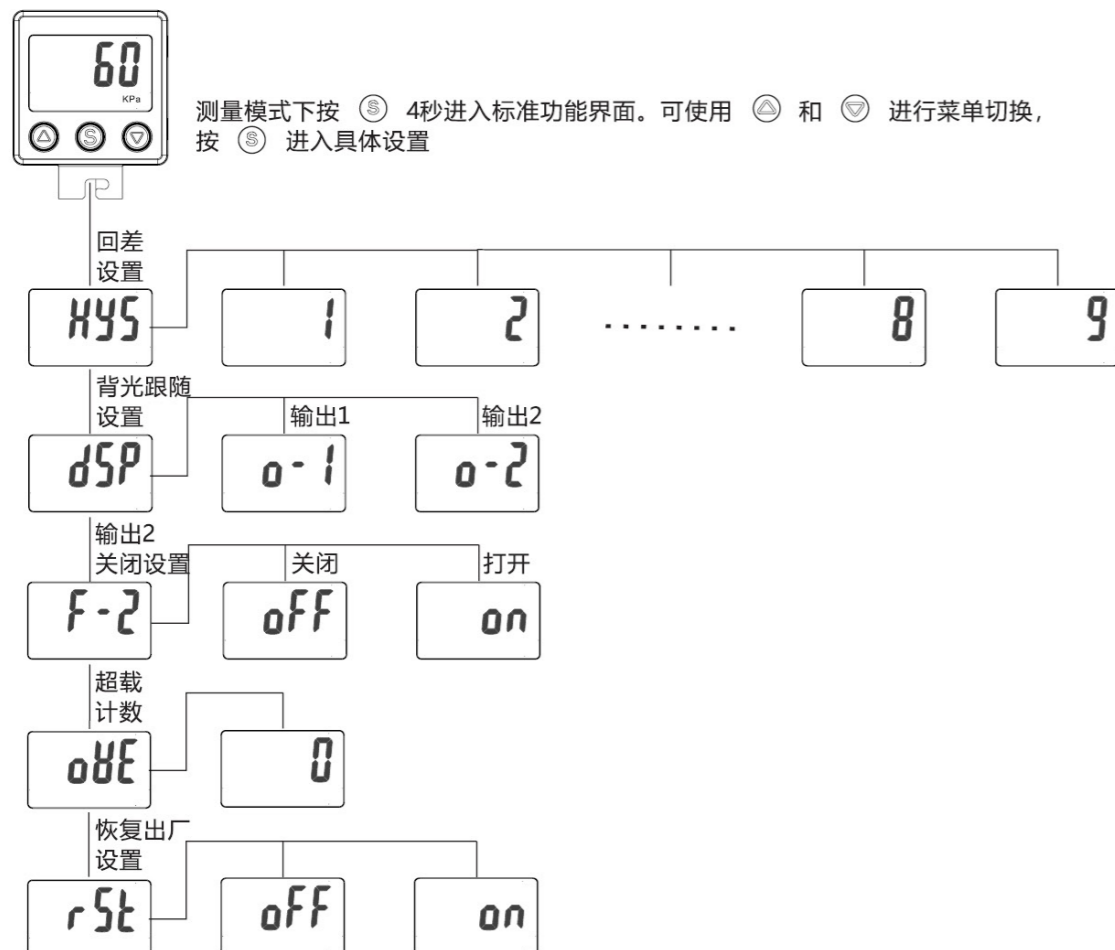 60
KPa
S
测量模式下按 S 4秒进入标准功能界面。可使用 和 进行菜单切换,
按 S 进入具体设置
回差
设置
HYS
1
2
........
8
9
背光跟随
设置
输出1
输出2
dSP
o-1
o-2
输出2
关闭设置
关闭
打开
F-2
oFF
on
超载
计数
oVE
0
恢复出厂
设置
rSt
oFF
on